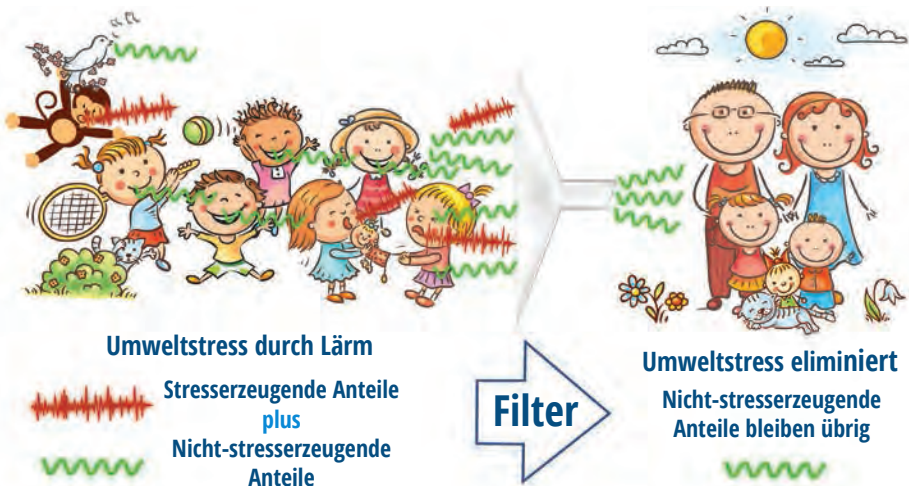 Umweltstress durch Lärm
Stresserzeugende Anteile
plus
Nicht-stresserzeugende
Anteile
Filter
Umweltstress eliminiert
Nicht-stresserzeugende
Anteile bleiben übrig